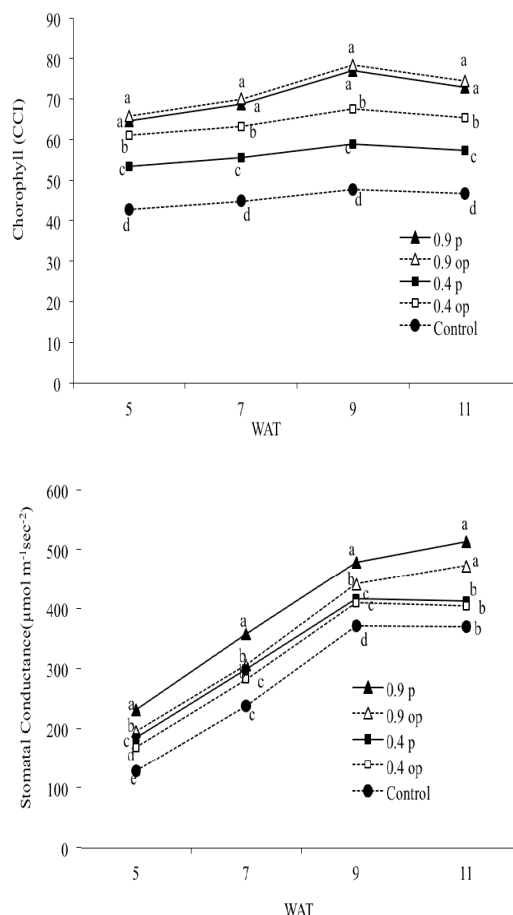 Chorophyll (CCI)
90
80
70
60
50
40
30
20
10
0
a a a a
a a a a
b b b b
c c c c
d d d d
0.9 p
0.9 op
0.4 p
0.4 op
Control
5 7 9 11
WAT
Stomatal Conductance(µmol m⁻¹sec⁻²)
600
500
400
300
200
100
0
a a a a
b b b a
c b c b
d c c b
e c d b
0.9 p
0.9 op
0.4 p
0.4 op
Control
5 7 9 11
WAT